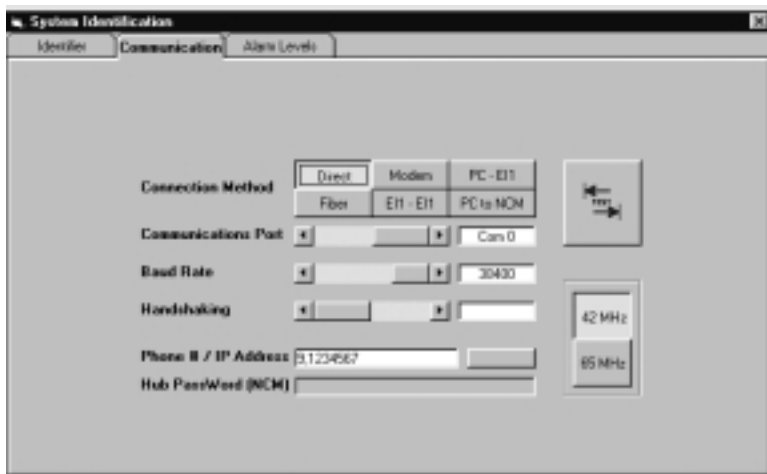 System Identification
Identifier Communication Alarm Levels
Connection Method
Direct Modem PC - EI1
Fiber EI1 - EI1 PC to NCM
Communications Port Com 0
Baud Rate 38400
Handshaking
42 MHz
65 MHz
Phone # / IP Address 9,1234567
Hub PassWord (NCM)